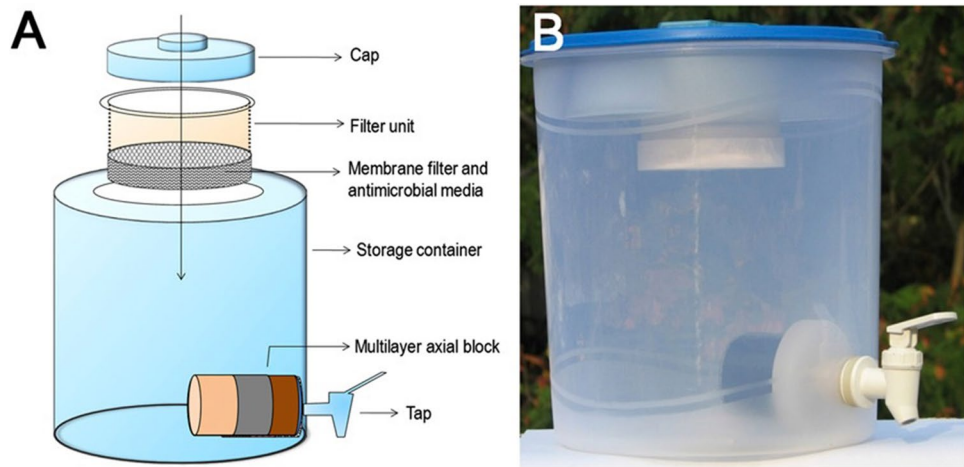 A
Cap
Filter unit
Membrane filter and
antimicrobial media
Storage container
Multilayer axial block
Tap
B